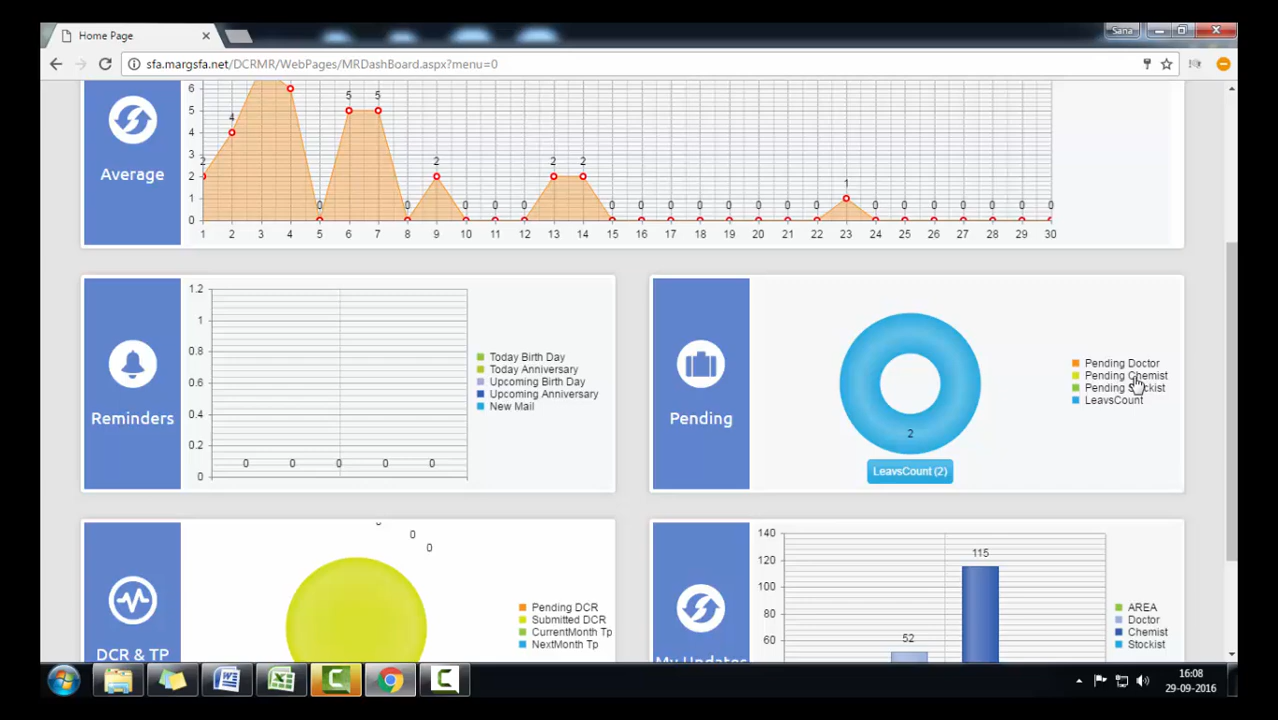 Home Page
Sana
sfa.margsfa.net/DCRMR/WebPages/MRDashBoard.aspx?menu=0
Average
6
5
4
3
2
1
0
2
4
0
5
5
0
2
0
0
0
2
2
0
0
0
0
0
0
0
0
1
0
0
0
0
0
0
0
1 2 3 4 5 6 7 8 9 10 11 12 13 14 15 16 17 18 19 20 21 22 23 24 25 26 27 28 29 30
Reminders
1.2
1
0.8
0.6
0.4
0.2
0
0 0 0 0 0
Today Birth Day
Today Anniversary
Upcoming Birth Day
Upcoming Anniversary
New Mail
Pending
2
LeavsCount (2)
Pending Doctor
Pending Chemist
Pending Stockist
LeavsCount
DCR & TP
0
0
Pending DCR
Submitted DCR
CurrentMonth Tp
NextMonth Tp
My Updates
140
120
100
80
60
52
115
AREA
Doctor
Chemist
Stockist
16:08
29-09-2016